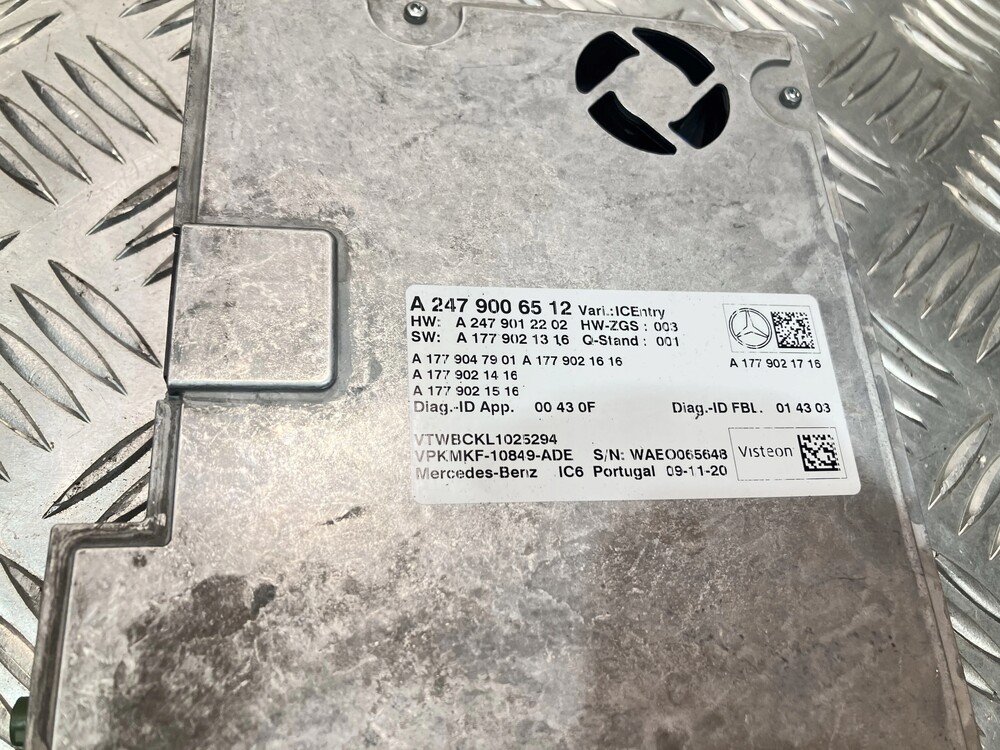 A 247 900 65 12 Vari.:ICEntry
HW: A 247 901 22 02 HW-ZGS : 003
SW: A 177 902 13 16 Q-Stand : 001
A 177 904 79 01 A 177 902 16 16 A 177 902 17 16
A 177 902 14 16
A 177 902 15 16
Diag.-ID App. 00 43 0F Diag.-ID FBL. 01 43 03
VTWBCKL1025294
VPKMKF-10849-ADE S/N: WAEO065648
Visteon
Mercedes-Benz IC6 Portugal 09-11-20